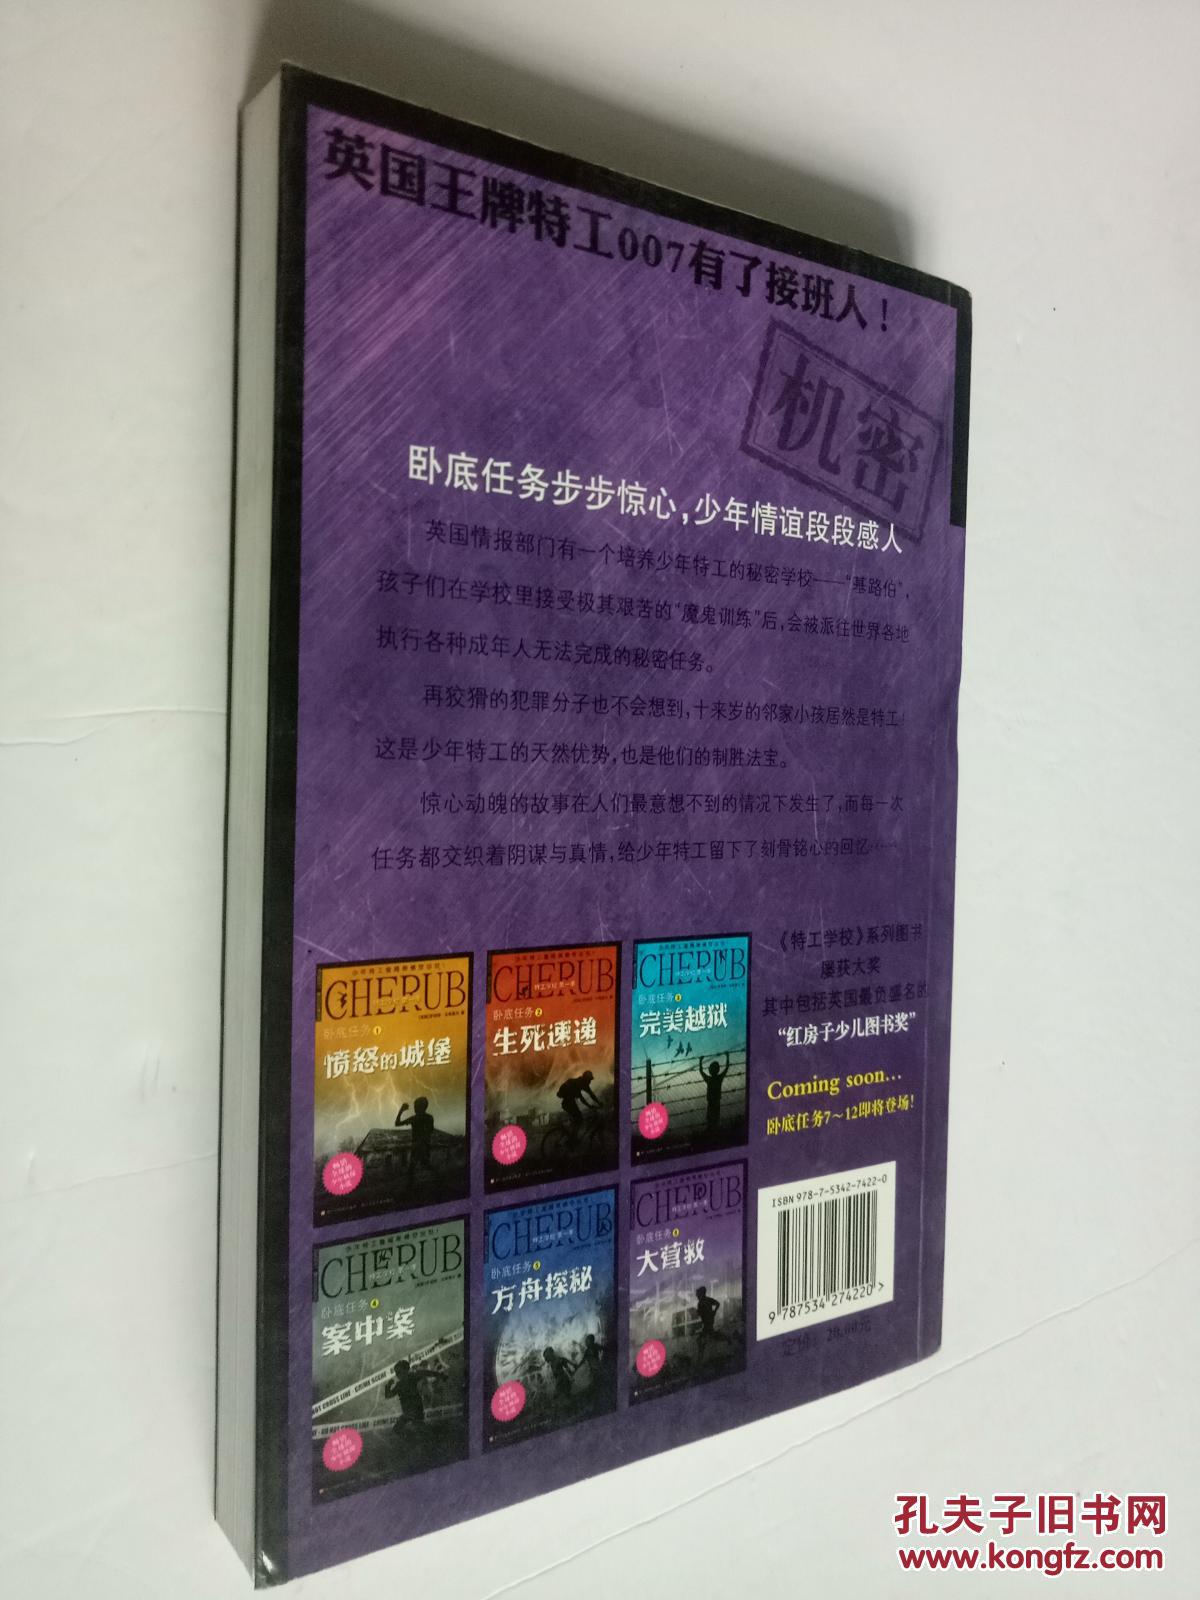 英国王牌特工007有了接班人！
机密
卧底任务步步惊心，少年情谊段段感人
英国情报部门有一个培养少年特工的秘密学校——“基路伯”，
孩子们在学校里接受极其艰苦的“魔鬼训练”后，会被派往世界各地
执行各种成年人无法完成的秘密任务。
再狡猾的犯罪分子也不会想到，十来岁的邻家小孩居然是特工！
这是少年特工的天然优势，也是他们的制胜法宝。
惊心动魄的故事在人们最意想不到的情况下发生了，而每一次
任务都交织着阴谋与真情，给少年特工留下了刻骨铭心的回忆……
《特工学校》系列图书
屡获大奖
其中包括英国最负盛名的
“红房子少儿图书奖”
Coming soon...
卧底任务7～12即将登场！
CHERUB
卧底任务 1
愤怒的城堡
CHERUB
卧底任务 2
生死速递
CHERUB
卧底任务 3
完美越狱
CHERUB
卧底任务 4
案中案
CHERUB
卧底任务 5
方舟探秘
CHERUB
卧底任务 6
大营救
ISBN 978-7-5342-7422-0
9 787534 274220 >
定价：20.00元
孔夫子旧书网
www.kongfz.com